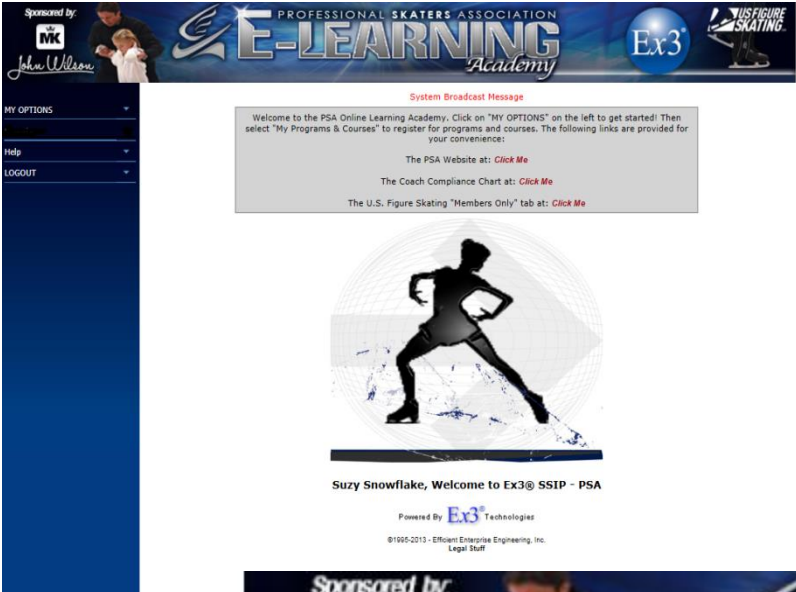 Sponsored by:
MK
John Wilson
PROFESSIONAL SKATERS ASSOCIATION
E-LEARNING
Academy
Ex3
US FIGURE
SKATING
System Broadcast Message
MY OPTIONS
Help
LOGOUT
Welcome to the PSA Online Learning Academy. Click on "MY OPTIONS" on the left to get started! Then
select "My Programs & Courses" to register for programs and courses. The following links are provided for
your convenience:
The PSA Website at: Click Me
The Coach Compliance Chart at: Click Me
The U.S. Figure Skating "Members Only" tab at: Click Me
Suzy Snowflake, Welcome to Ex3® SSIP - PSA
Powered By Ex3® Technologies
©1995-2013 - Efficient Enterprise Engineering, Inc.
Legal Stuff
Sponsored by: